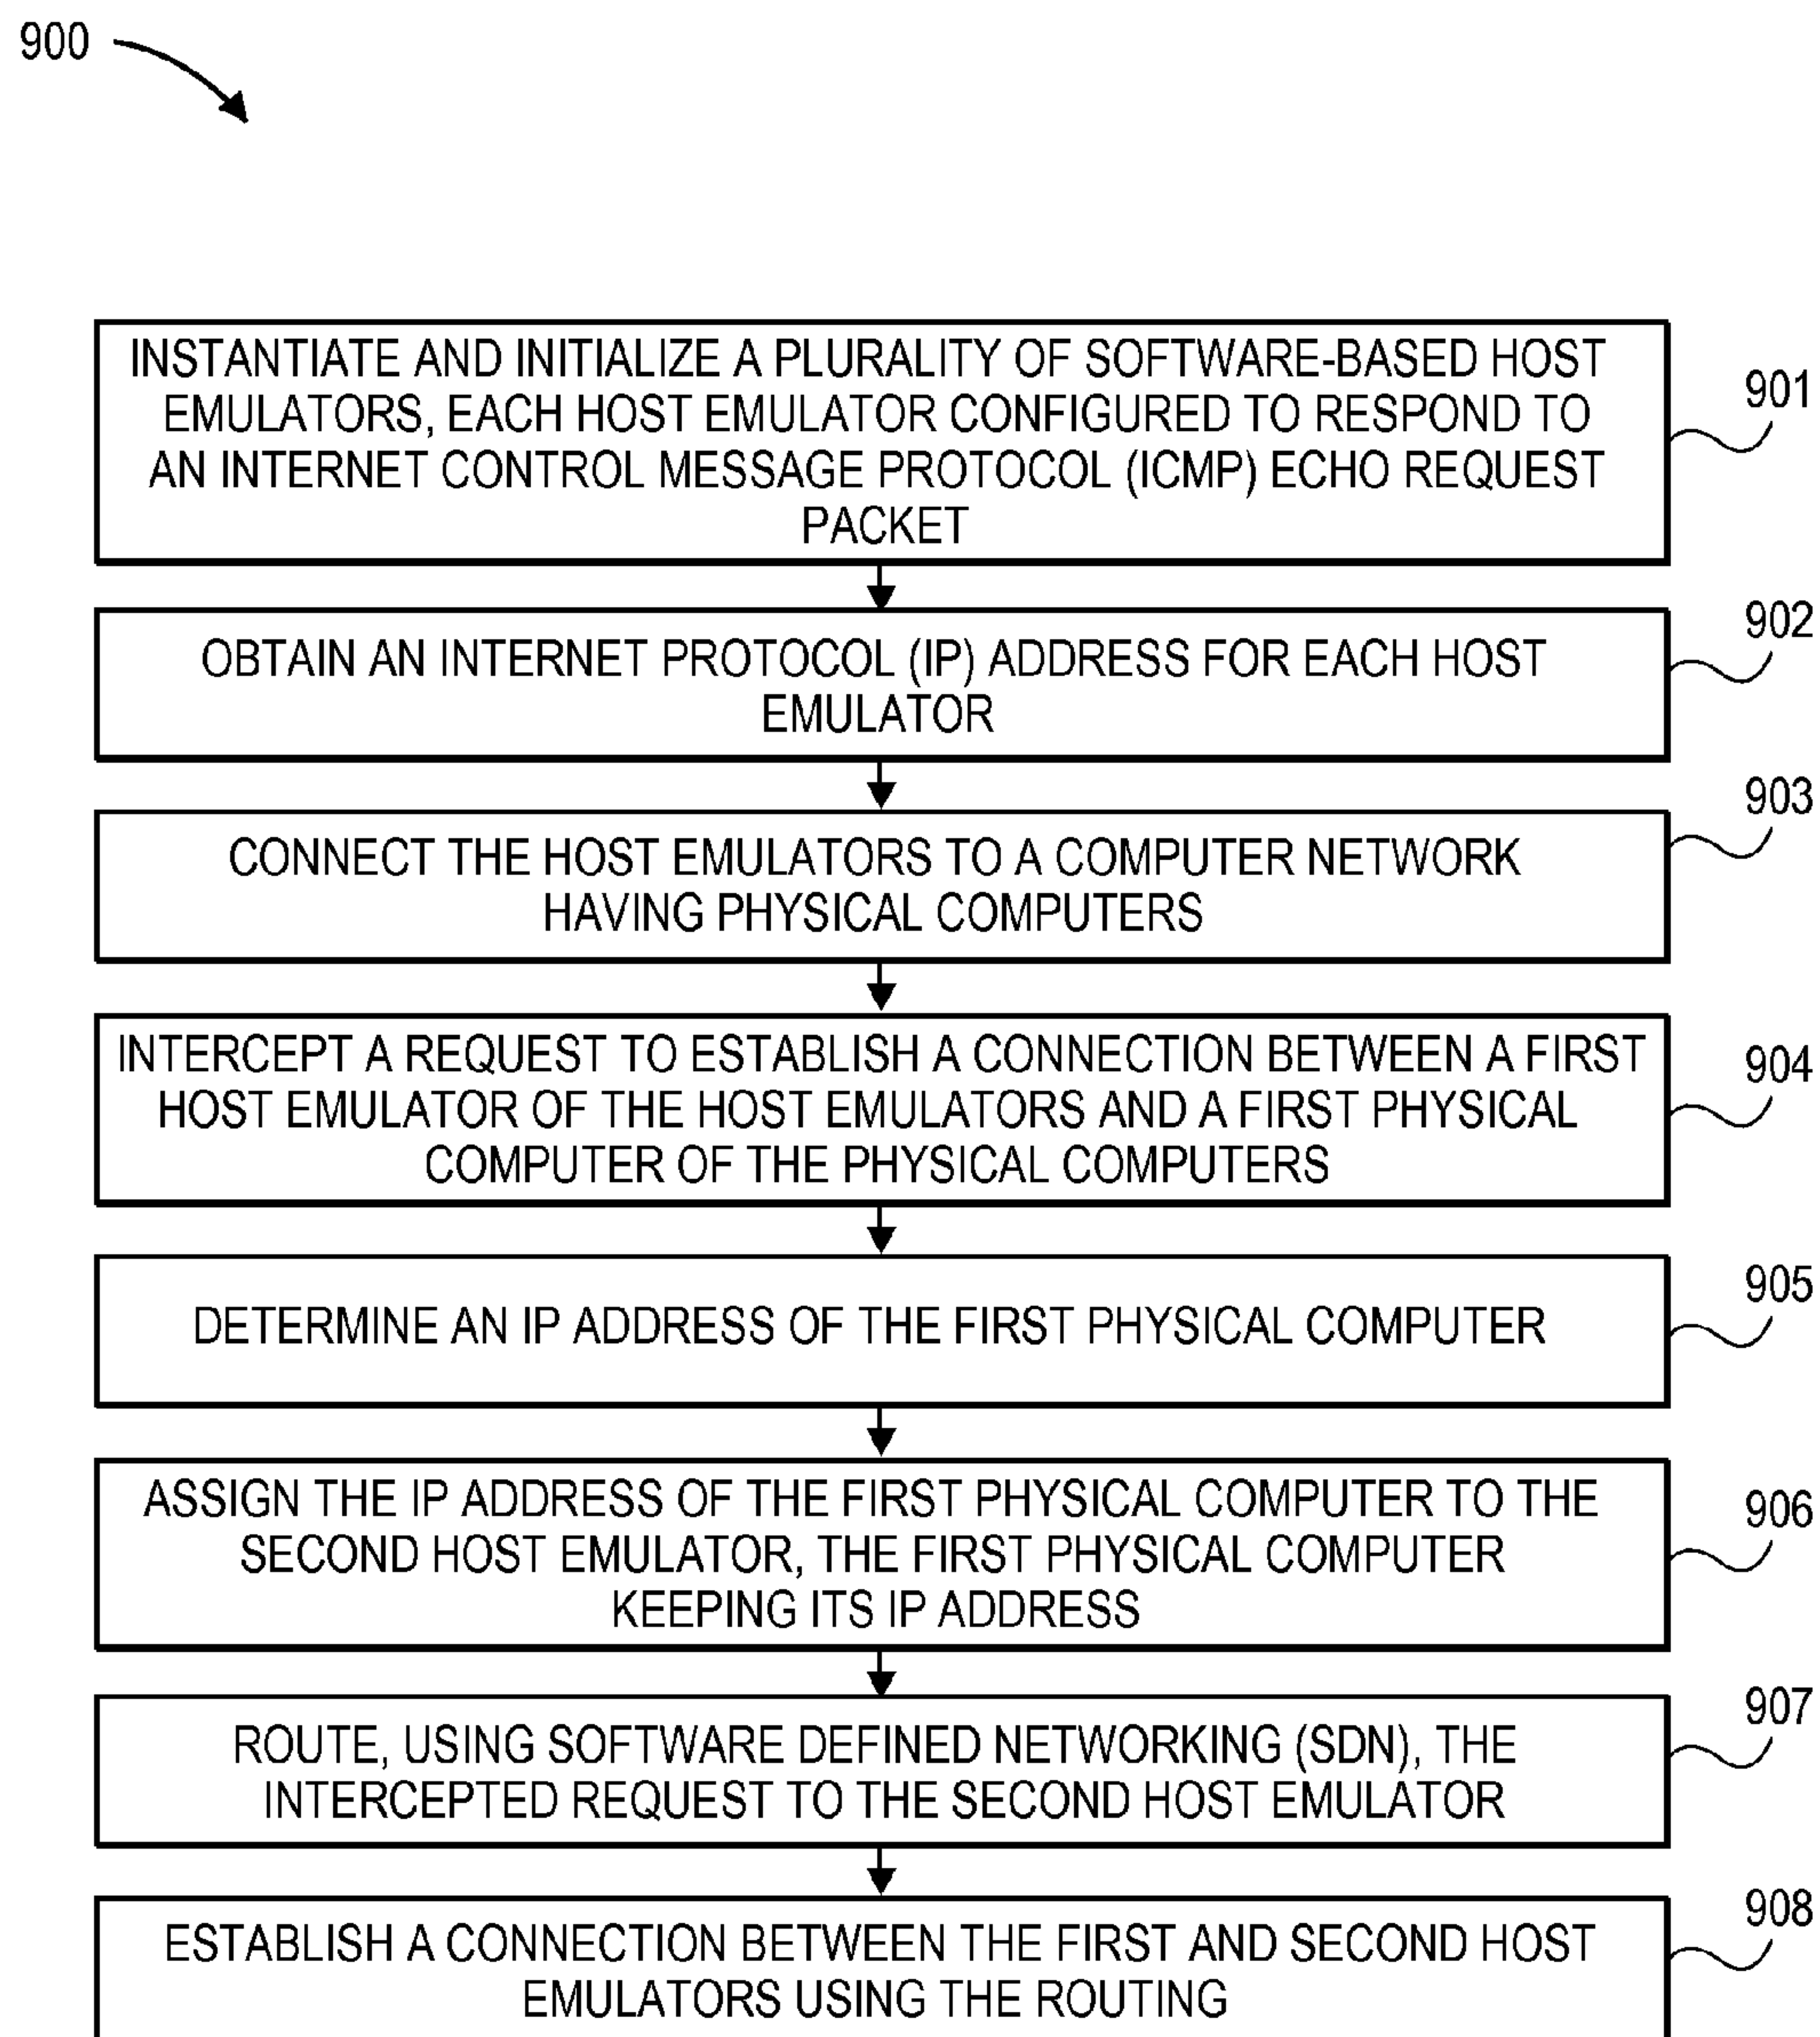 900
INSTANTIATE AND INITIALIZE A PLURALITY OF SOFTWARE-BASED HOST
EMULATORS, EACH HOST EMULATOR CONFIGURED TO RESPOND TO
AN INTERNET CONTROL MESSAGE PROTOCOL (ICMP) ECHO REQUEST
PACKET
901
OBTAIN AN INTERNET PROTOCOL (IP) ADDRESS FOR EACH HOST
EMULATOR
902
CONNECT THE HOST EMULATORS TO A COMPUTER NETWORK
HAVING PHYSICAL COMPUTERS
903
INTERCEPT A REQUEST TO ESTABLISH A CONNECTION BETWEEN A FIRST
HOST EMULATOR OF THE HOST EMULATORS AND A FIRST PHYSICAL
COMPUTER OF THE PHYSICAL COMPUTERS
904
DETERMINE AN IP ADDRESS OF THE FIRST PHYSICAL COMPUTER
905
ASSIGN THE IP ADDRESS OF THE FIRST PHYSICAL COMPUTER TO THE
SECOND HOST EMULATOR, THE FIRST PHYSICAL COMPUTER
KEEPING ITS IP ADDRESS
906
ROUTE, USING SOFTWARE DEFINED NETWORKING (SDN), THE
INTERCEPTED REQUEST TO THE SECOND HOST EMULATOR
907
ESTABLISH A CONNECTION BETWEEN THE FIRST AND SECOND HOST
EMULATORS USING THE ROUTING
908